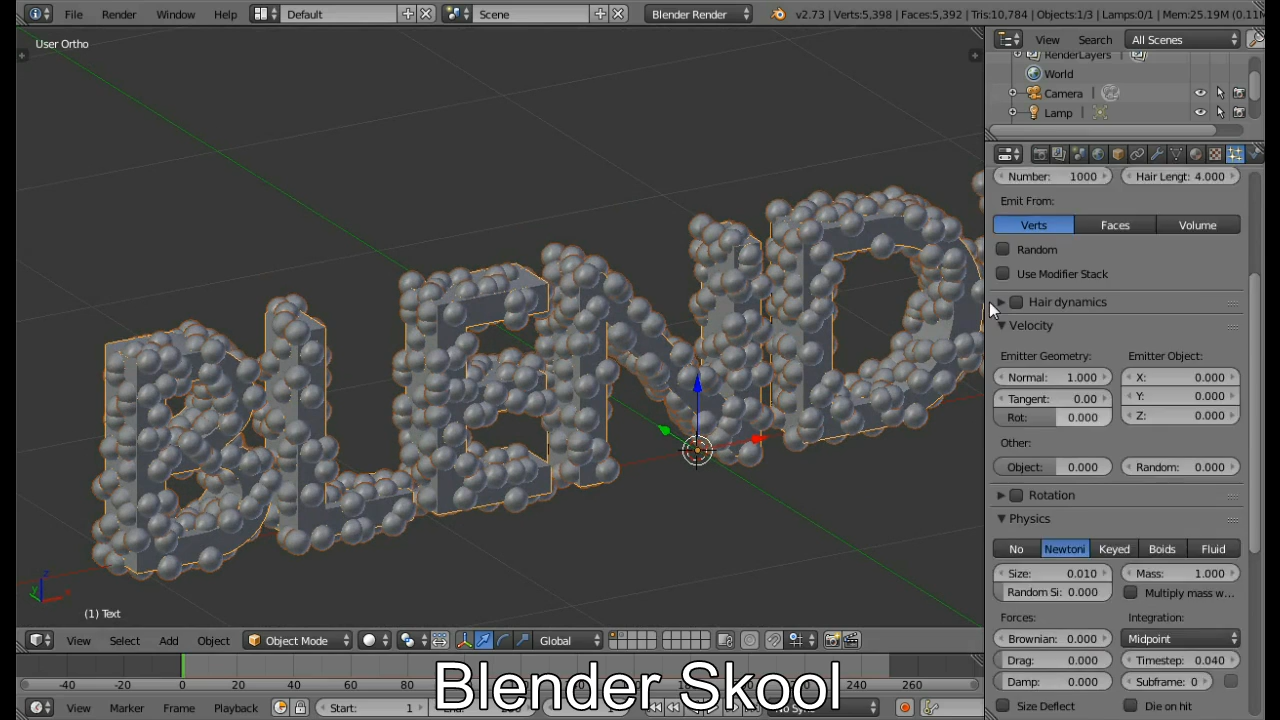 File Render Window Help Default Scene Blender Render v2.73 | Verts:5,398 | Faces:5,392 | Tris:10,784 | Objects:1/3 | Lamps:0/1 | Mem:25.19M (0.11M
User Ortho
View Search All Scenes
RenderLayers
World
Camera
Lamp
Number: 1000 Hair Lengt: 4.000
Emit From:
Verts Faces Volume
Random
Use Modifier Stack
Hair dynamics
Velocity
Emitter Geometry: Emitter Object:
Normal: 1.000 X: 0.000
Tangent: 0.00 Y: 0.000
Rot: 0.000 Z: 0.000
Other:
Object: 0.000 Random: 0.000
Rotation
Physics
No Newtoni Keyed Boids Fluid
Size: 0.010 Mass: 1.000
Random Si: 0.000 Multiply mass w...
Forces: Integration:
Brownian: 0.000 Midpoint
Drag: 0.000 Timestep: 0.040
Damp: 0.000 Subframe: 0
Size Deflect Die on hit
BLEND
z
y x
(1) Text
View Select Add Object Object Mode Global
-40 -20 0 20 40 60 80 240 260
Blender Skool
View Marker Frame Playback Start: 1